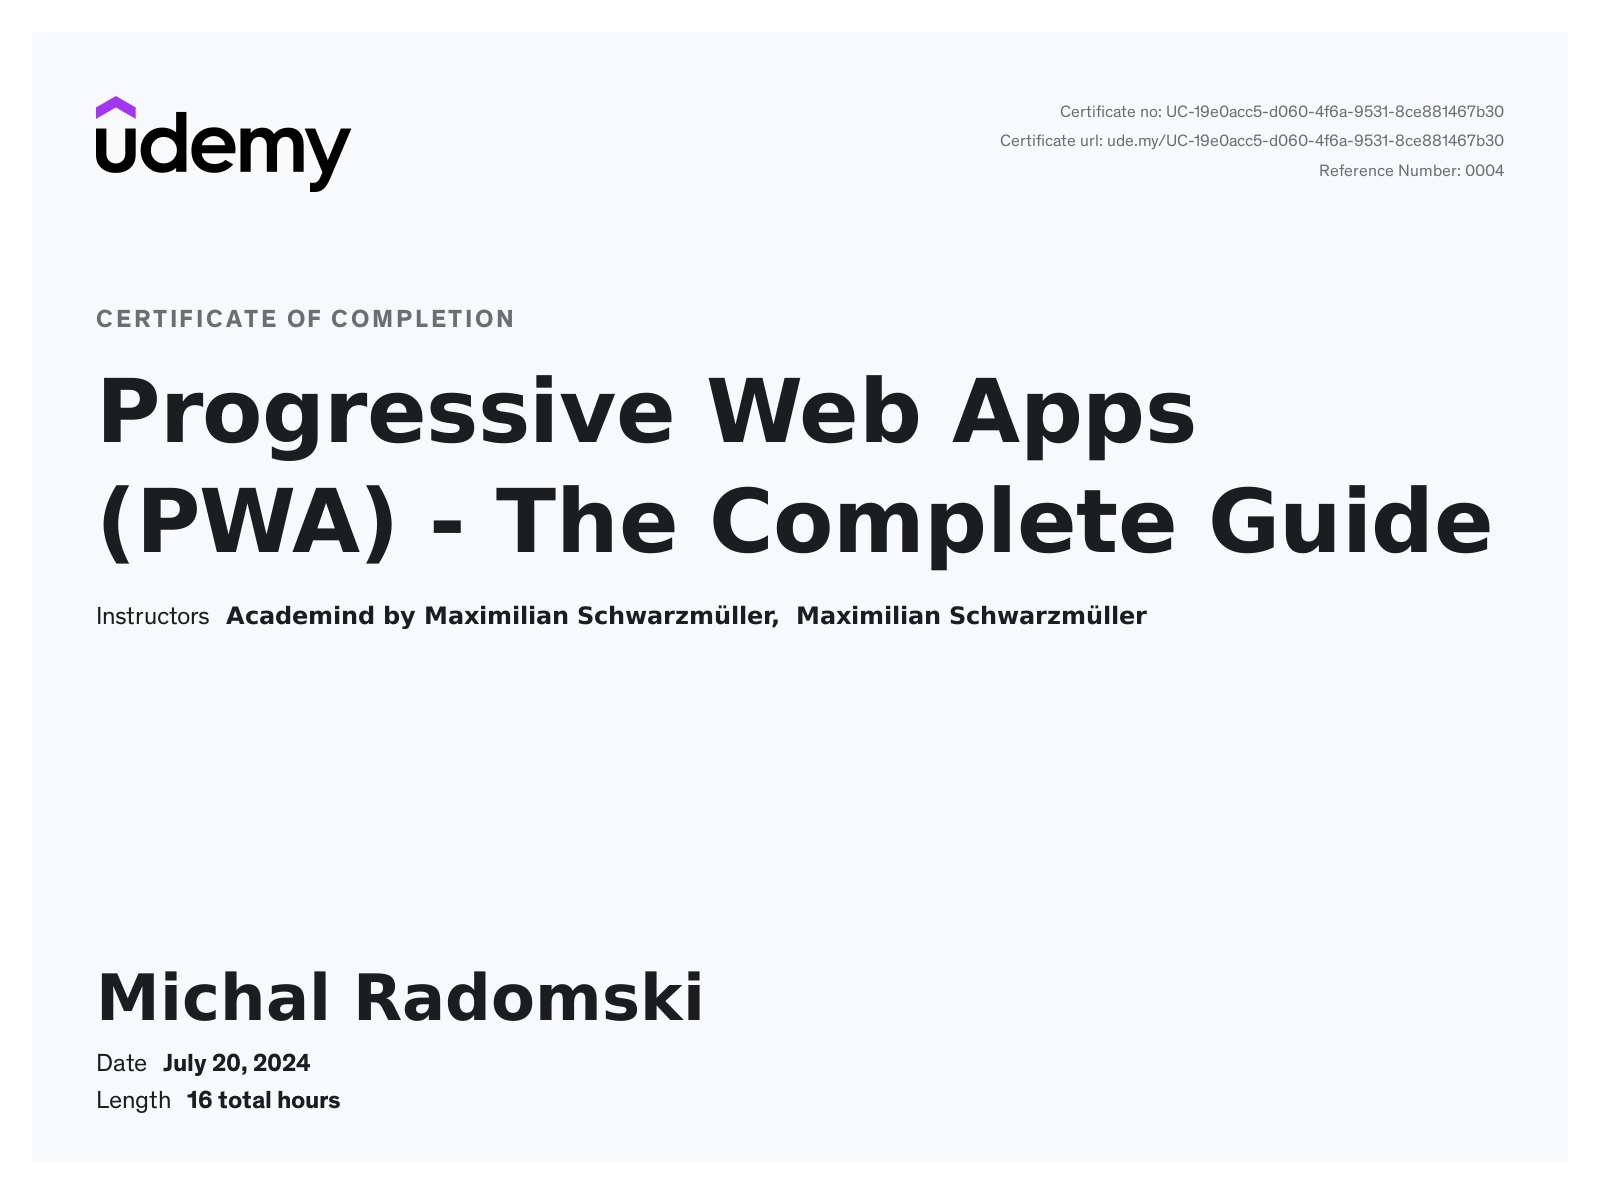 udemy
Certificate no: UC-19e0acc5-d060-4f6a-9531-8ce881467b30
Certificate url: ude.my/UC-19e0acc5-d060-4f6a-9531-8ce881467b30
Reference Number: 0004
CERTIFICATE OF COMPLETION
Progressive Web Apps
(PWA) - The Complete Guide
Instructors Academind by Maximilian Schwarzmüller, Maximilian Schwarzmüller
Michal Radomski
Date July 20, 2024
Length 16 total hours